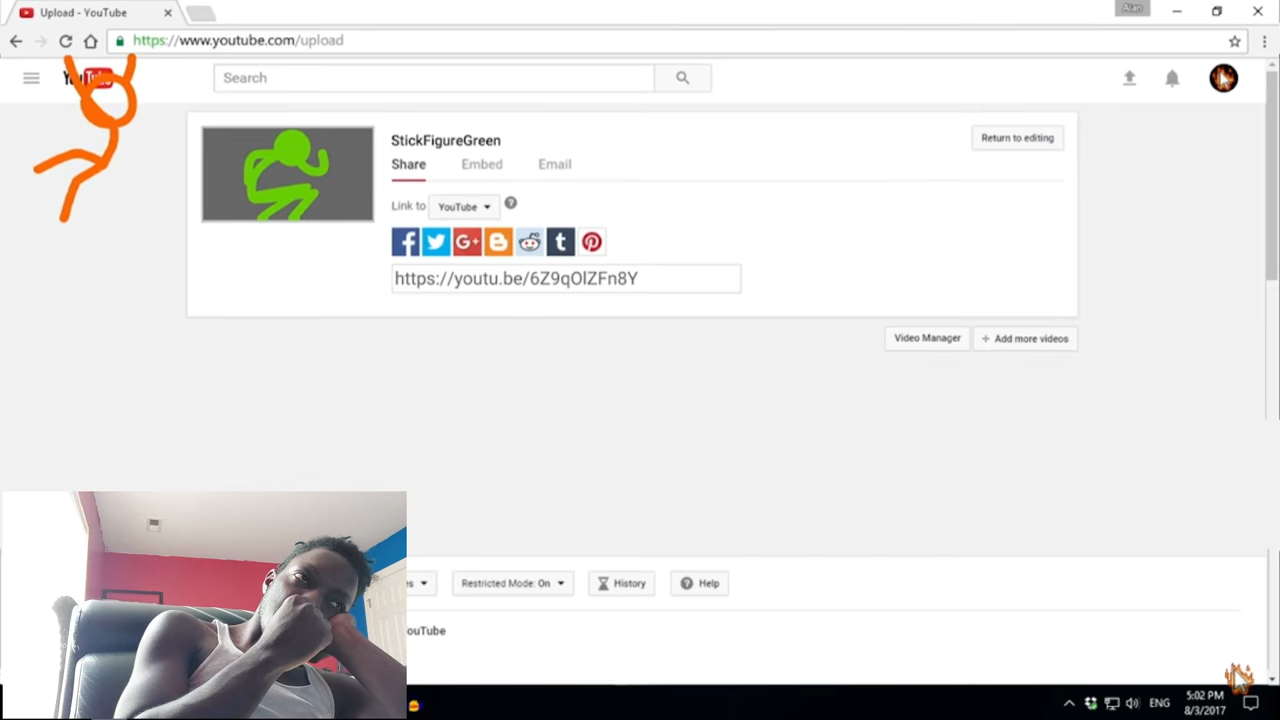 Upload - YouTube
Alan
https://www.youtube.com/upload
Search
StickFigureGreen
Return to editing
Share Embed Email
Link to YouTube
https://youtu.be/6Z9qOlZFn8Y
Video Manager + Add more videos
Restricted Mode: On History Help
ouTube
ENG
5:02 PM
8/3/2017